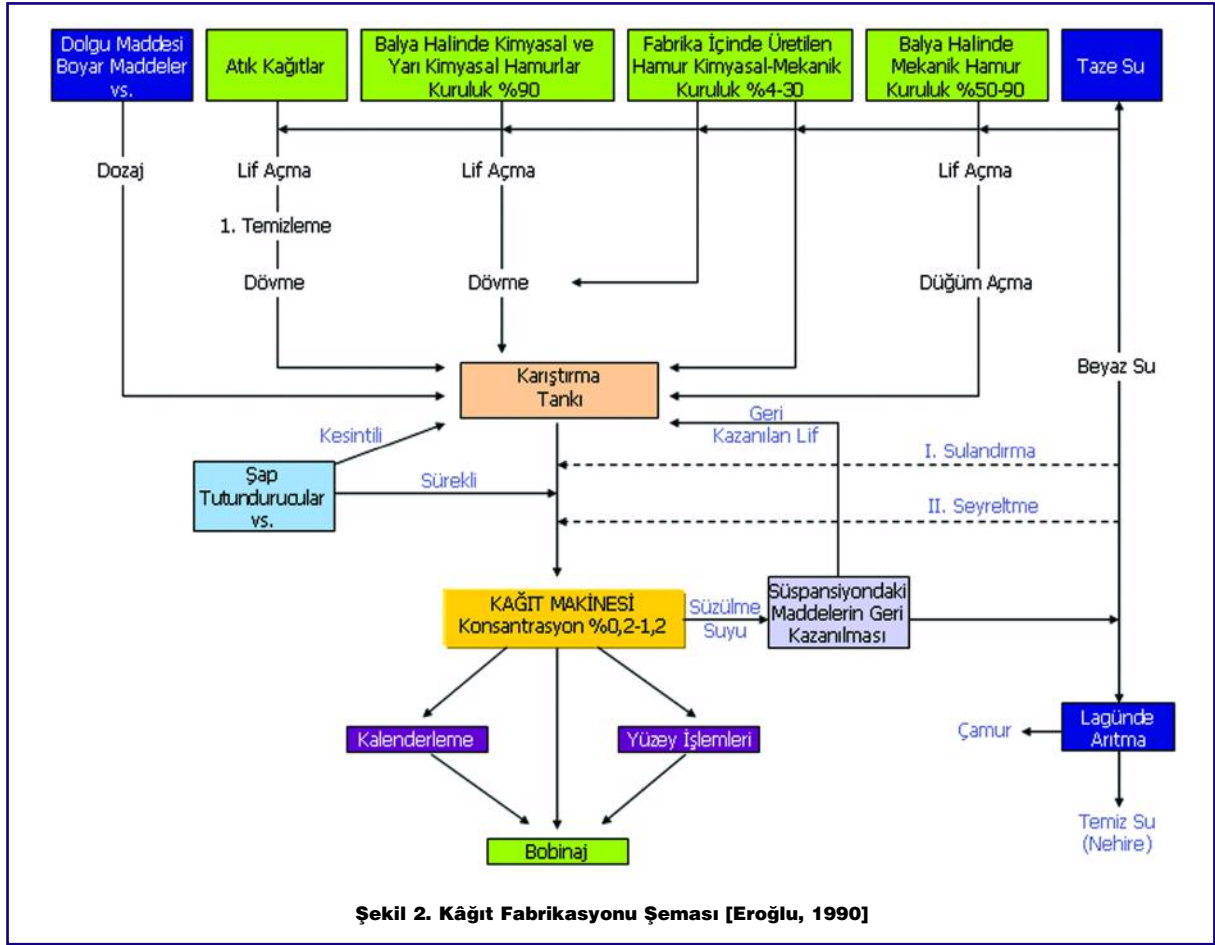 Dolgu Maddesi
Boyar Maddeler
vs.
Atık Kağıtlar
Balya Halinde Kimyasal ve
Yarı Kimyasal Hamurlar
Kuruluk %90
Fabrika İçinde Üretilen
Hamur Kimyasal-Mekanik
Kuruluk %4-30
Balya Halinde
Mekanik Hamur
Kuruluk %50-90
Taze Su
Dozaj
Lif Açma
Lif Açma
Lif Açma
1. Temizleme
Dövme
Dövme
Düğüm Açma
Karıştırma
Tankı
Beyaz Su
Geri
Kazanılan Lif
Kesintili
I. Sulandırma
Şap
Tutundurucular
vs.
Sürekli
II. Seyreltme
KAĞIT MAKİNESİ
Konsantrasyon %0,2-1,2
Süzülme
Suyu
Süspansiyondaki
Maddelerin Geri
Kazanılması
Kalenderleme
Yüzey İşlemleri
Çamur
Lagünde
Arıtma
Temiz Su
(Nehire)
Bobinaj
Şekil 2. Kâğıt Fabrikasyonu Şeması [Eroğlu, 1990]